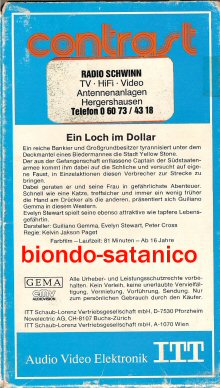 contrast
RADIO SCHWINN
TV · HiFi · Video
Antennenanlagen
Hergershausen
Telefon 0 60 73 / 43 18
Ein Loch im Dollar
Ein reicher Bankier und Großgrundbesitzer tyrannisiert unter dem
Deckmantel eines Biedermannes die Stadt Yellow Stone.
Der aus der Gefangenschaft entlassene Captain der Südstaaten-
armee kommt ihm dabei auf die Schliche und versucht auf eige-
ne Faust, in Einzelaktionen diesen Verbrecher zur Strecke zu
bringen.
Dabei geraten er und seine Frau in gefährlichste Abenteuer.
Schnell wie eine Katze, treffsicher und immer ein wenig früher
die Hand am Drücker als die anderen, präsentiert sich Guiliano
Gemma in diesem Western.
Evelyn Stewart spielt seine ebenso attraktive wie tapfere Lebens-
gefährtin.
Darsteller: Guiliano Gemma, Evelyn Stewart, Peter Cross
Regie: Kelvin Jakson Paget
Farbfilm – Laufzeit: 81 Minuten – Ab 16 Jahre
biondo-satanico
GEMA
AUDIOVISION
Alle Urheber- und Leistungsschutzrechte vorbe-
halten. Kein Verleih, keine unerlaubte Vervielfäl-
tigung, Vermietung, Vorführung, Sendung. Nur
zum persönlichen Gebrauch durch den Käufer.
ITT Schaub-Lorenz Vertriebsgesellschaft mbH, D-7530 Pforzheim
Novelectric AG, CH-8107 Buchs-Zürich
ITT Schaub-Lorenz Vertriebsgesellschaft mbH, A-1070 Wien
Audio Video Elektronik ITT